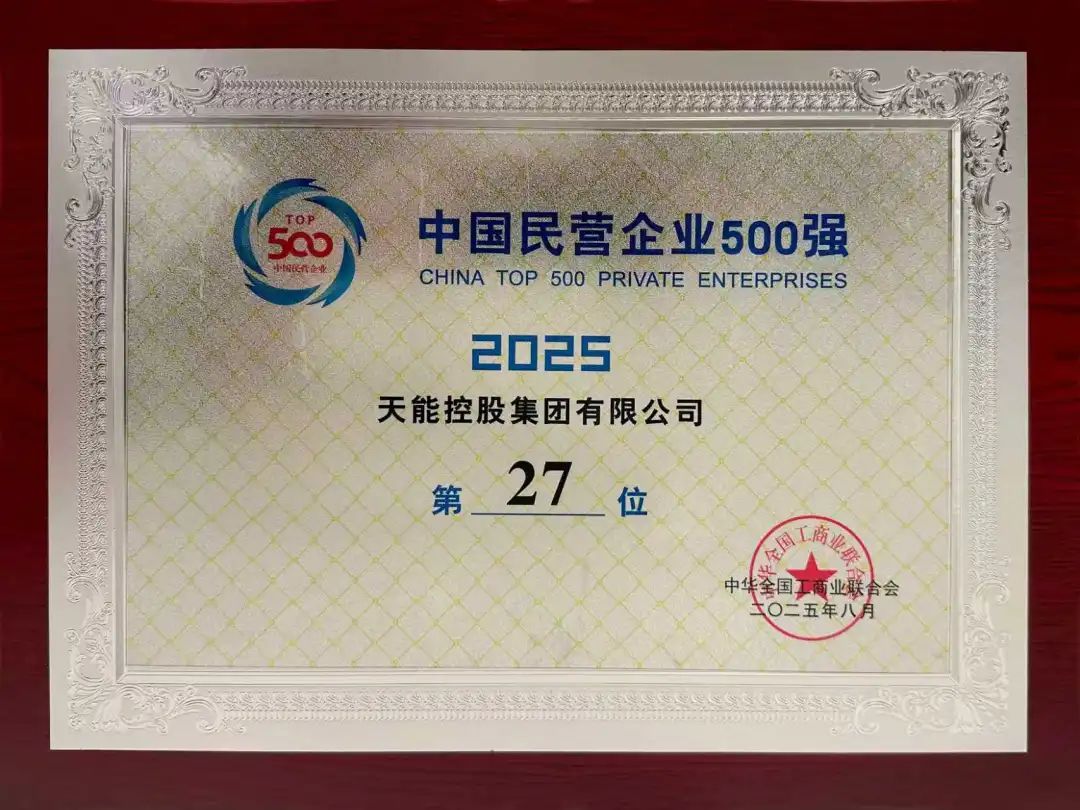 TOP
500
中国民营企业
中国民营企业500强
CHINA TOP 500 PRIVATE ENTERPRISES
2025
天能控股集团有限公司
第 27 位
中华全国工商业联合会
中华全国工商业联合会
二〇二五年八月